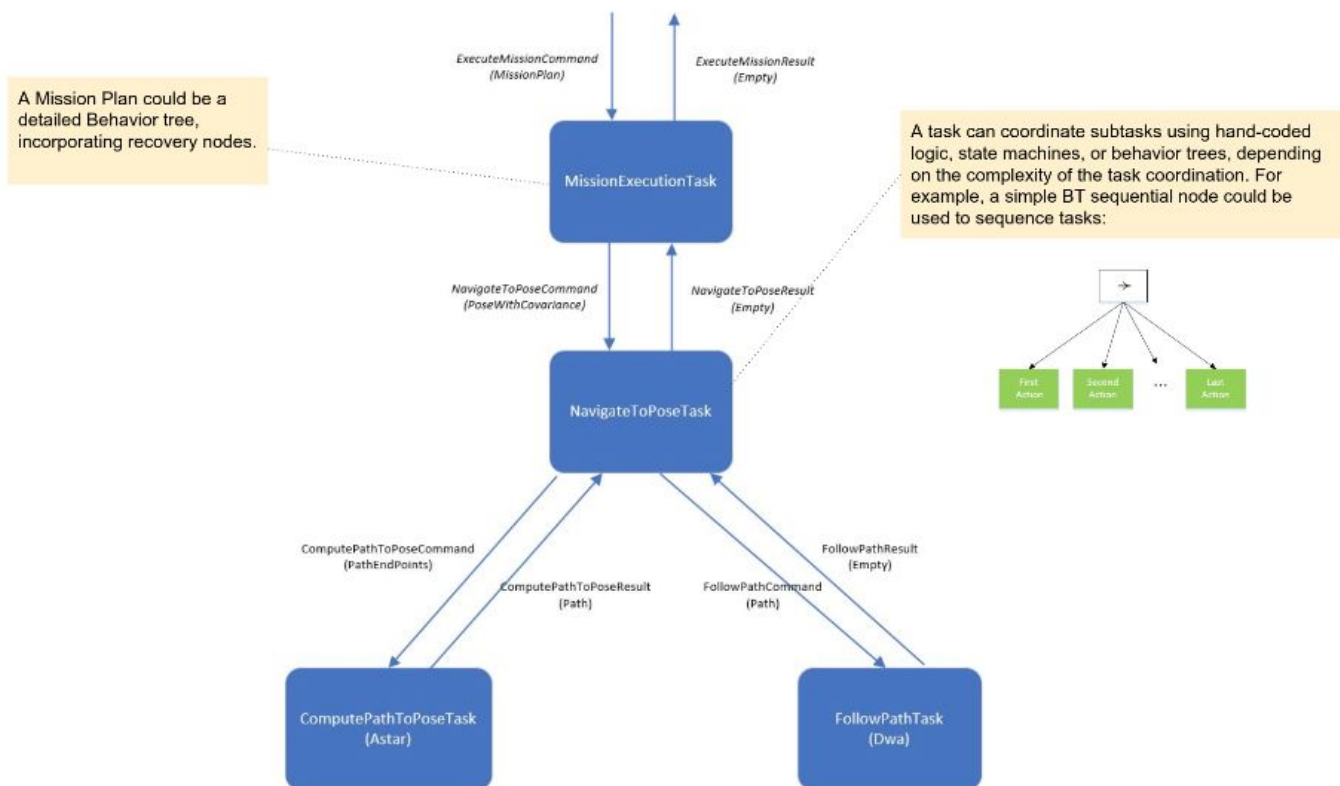 ExecuteMissionCommand
(MissionPlan)
ExecuteMissionResult
(Empty)
A Mission Plan could be a
detailed Behavior tree,
incorporating recovery nodes.
MissionExecutionTask
A task can coordinate subtasks using hand-coded
logic, state machines, or behavior trees, depending
on the complexity of the task coordination. For
example, a simple BT sequential node could be
used to sequence tasks:
NavigateToPoseCommand
(PoseWithCovariance)
NavigateToPoseResult
(Empty)
→
First
Action
Second
Action
...
Last
Action
NavigateToPoseTask
ComputePathToPoseCommand
(PathEndPoints)
ComputePathToPoseResult
(Path)
FollowPathCommand
(Path)
FollowPathResult
(Empty)
ComputePathToPoseTask
(Astar)
FollowPathTask
(Dwa)